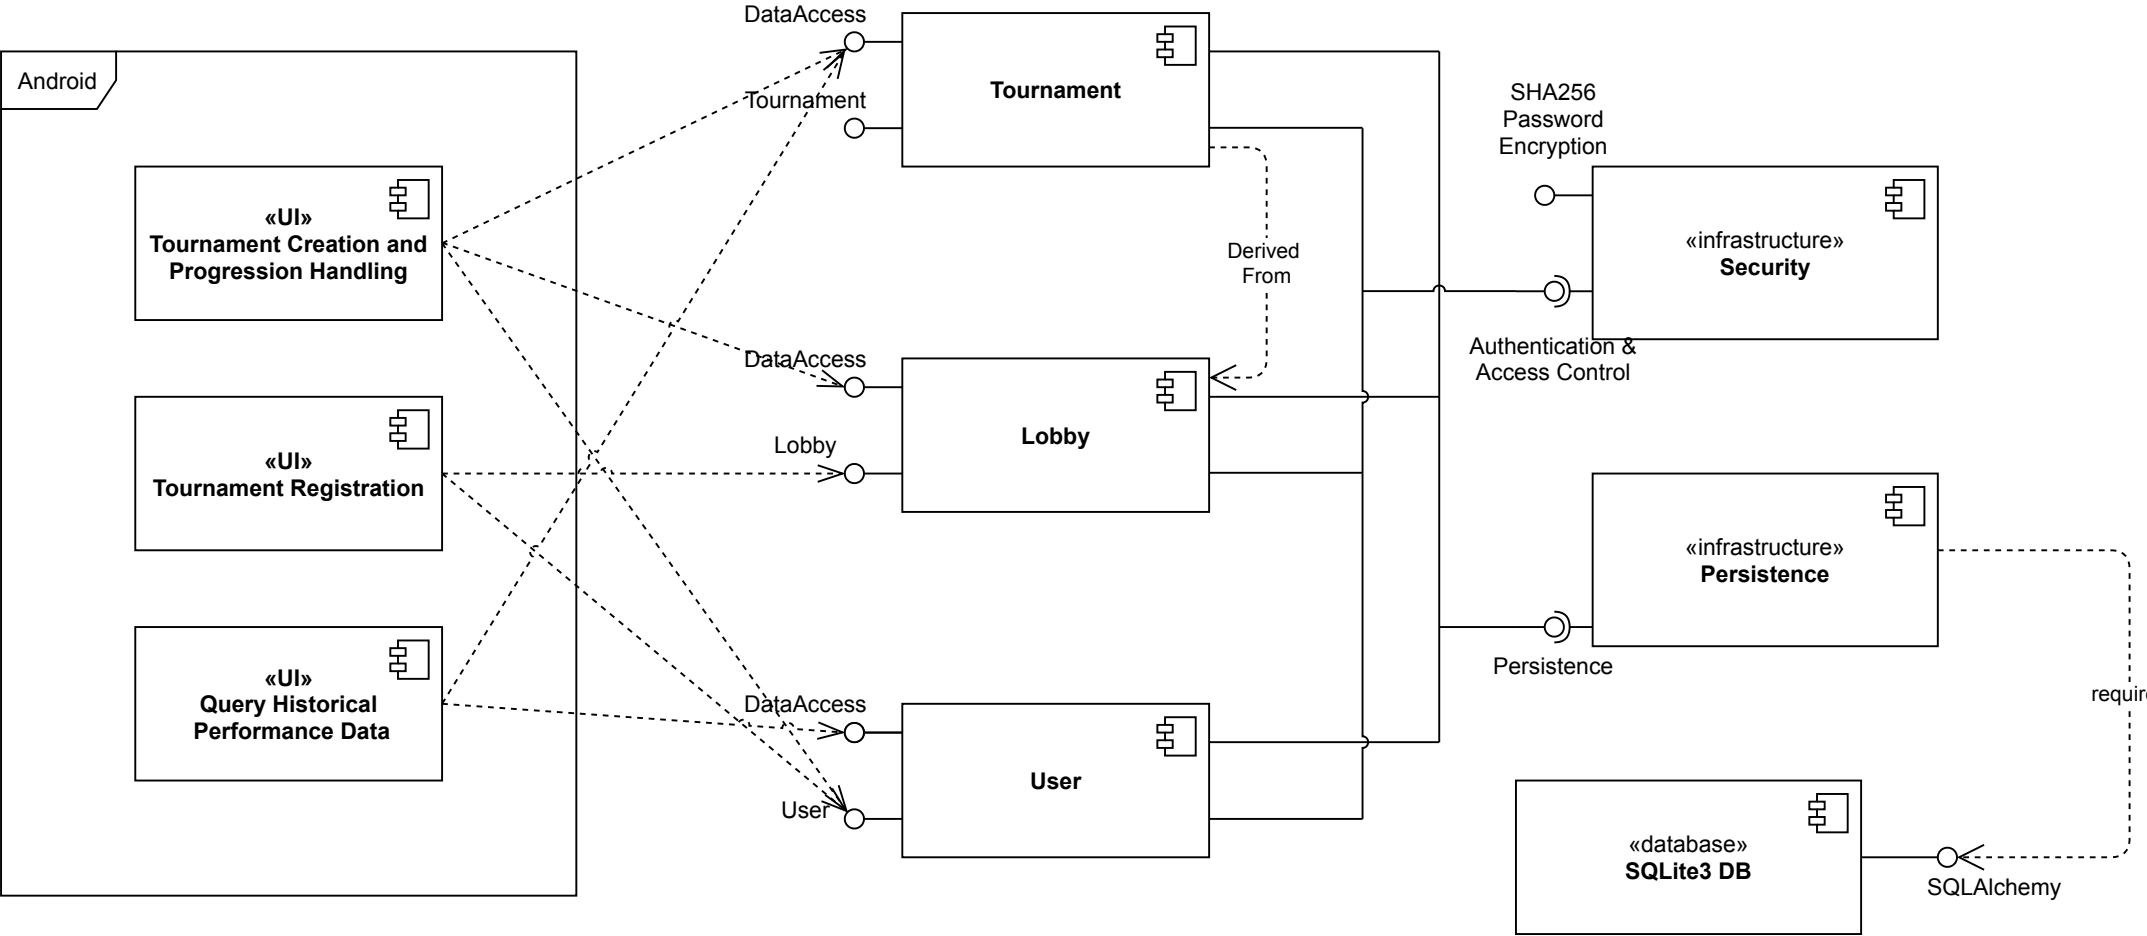 Android
«UI»
Tournament Creation and
Progression Handling
«UI»
Tournament Registration
«UI»
Query Historical
Performance Data
DataAccess
Tournament
Tournament
Derived
From
DataAccess
Lobby
Lobby
DataAccess
User
User
SHA256
Password
Encryption
«infrastructure»
Security
Authentication &
Access Control
«infrastructure»
Persistence
Persistence
«database»
SQLite3 DB
SQLAlchemy